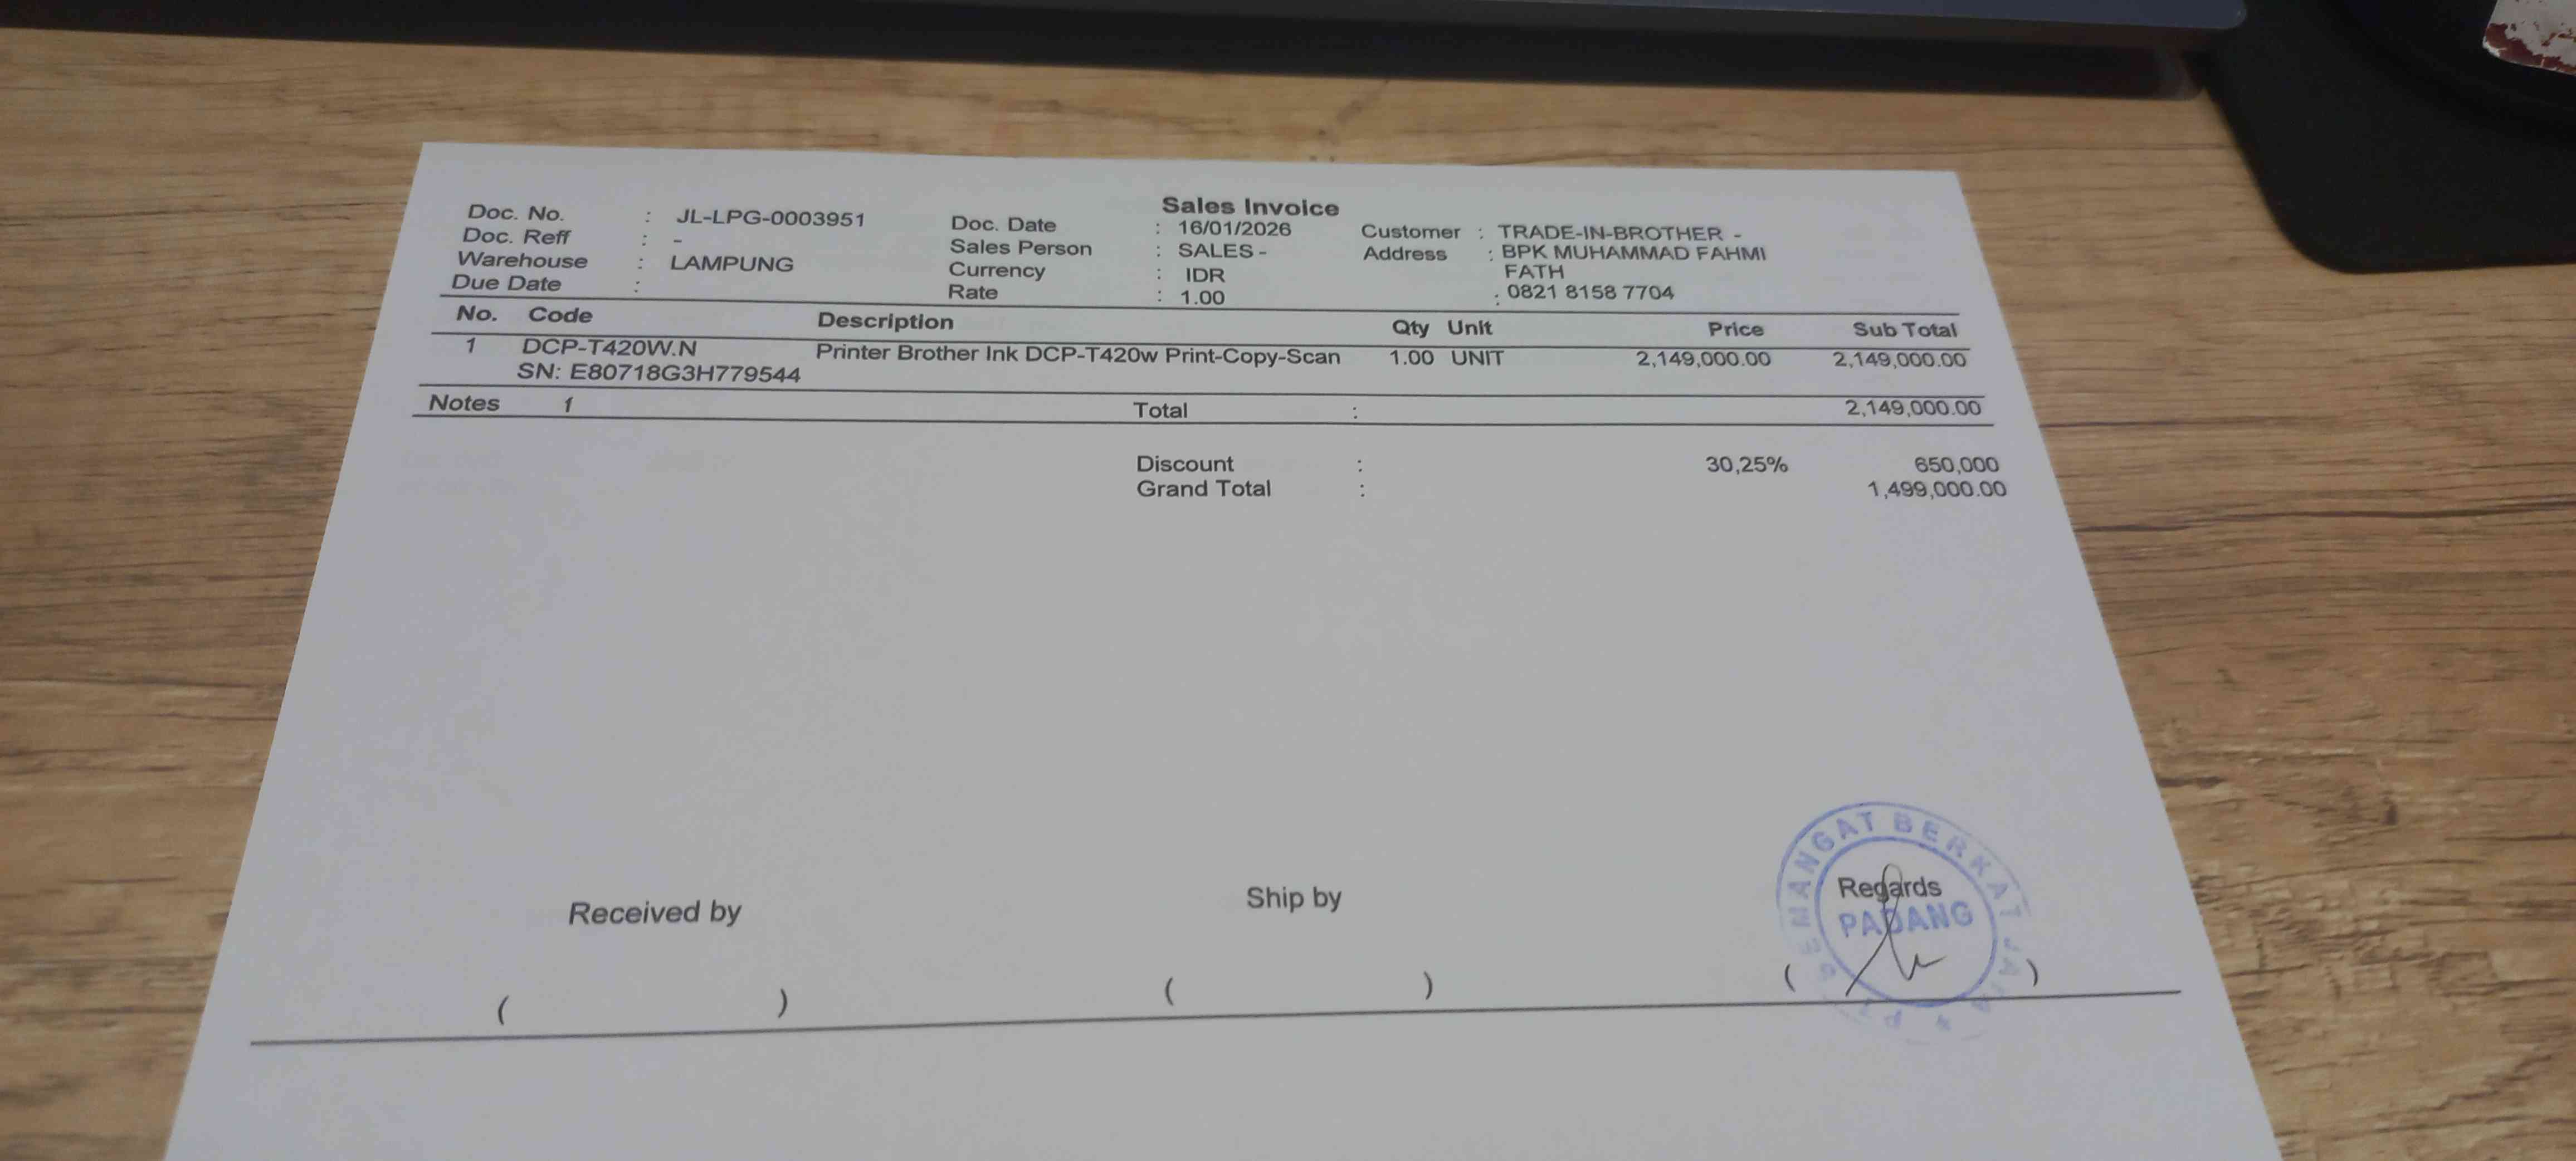 Sales Invoice
Doc. No. : JL-LPG-0003951
Doc. Reff : -
Warehouse : LAMPUNG
Due Date :
Doc. Date : 16/01/2026
Sales Person : SALES -
Currency : IDR
Rate : 1.00
Customer : TRADE-IN-BROTHER -
Address : BPK MUHAMMAD FAHMI
FATH
: 0821 8158 7704
No. Code Description Qty Unit Price Sub Total
1 DCP-T420W.N Printer Brother Ink DCP-T420w Print-Copy-Scan 1.00 UNIT 2,149,000.00 2,149,000.00
SN: E80718G3H779544
Notes 1 Total : 2,149,000.00
Discount : 30,25% 650,000
Grand Total : 1,499,000.00
Received by Ship by Regards
( ) ( ) ( )
SEMANGAT BERKAT JAYA
PADANG